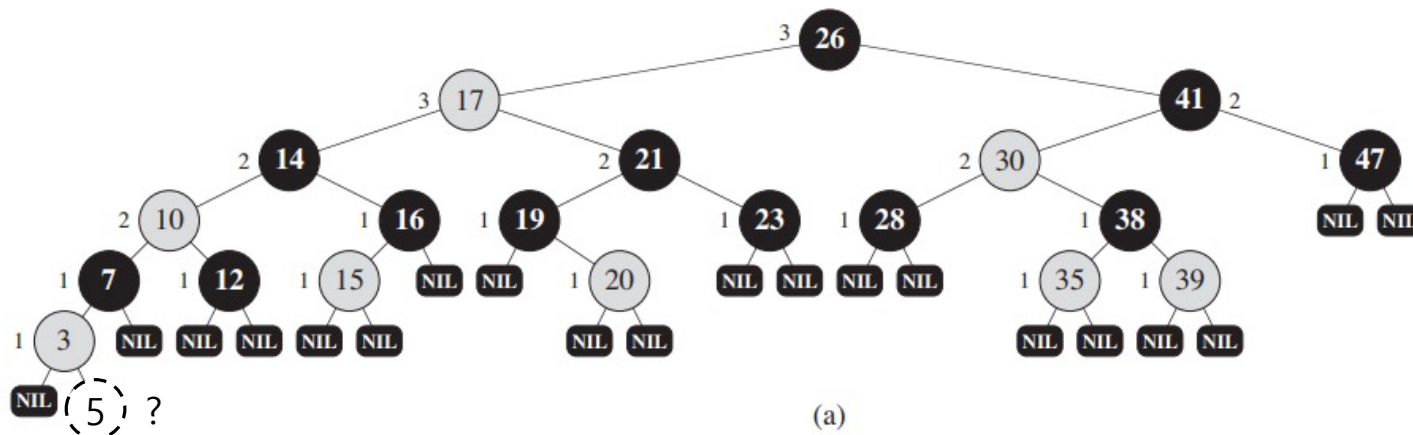 3 26
3 17 41 2
2 14 2 21 2 30 1 47
2 10 1 16 1 19 1 23 1 28 1 38 NIL NIL
1 7 1 12 1 15 NIL NIL 1 20 NIL NIL NIL NIL 1 35 1 39
1 3 NIL NIL NIL NIL NIL NIL NIL NIL NIL NIL NIL
NIL 5 ?
(a)